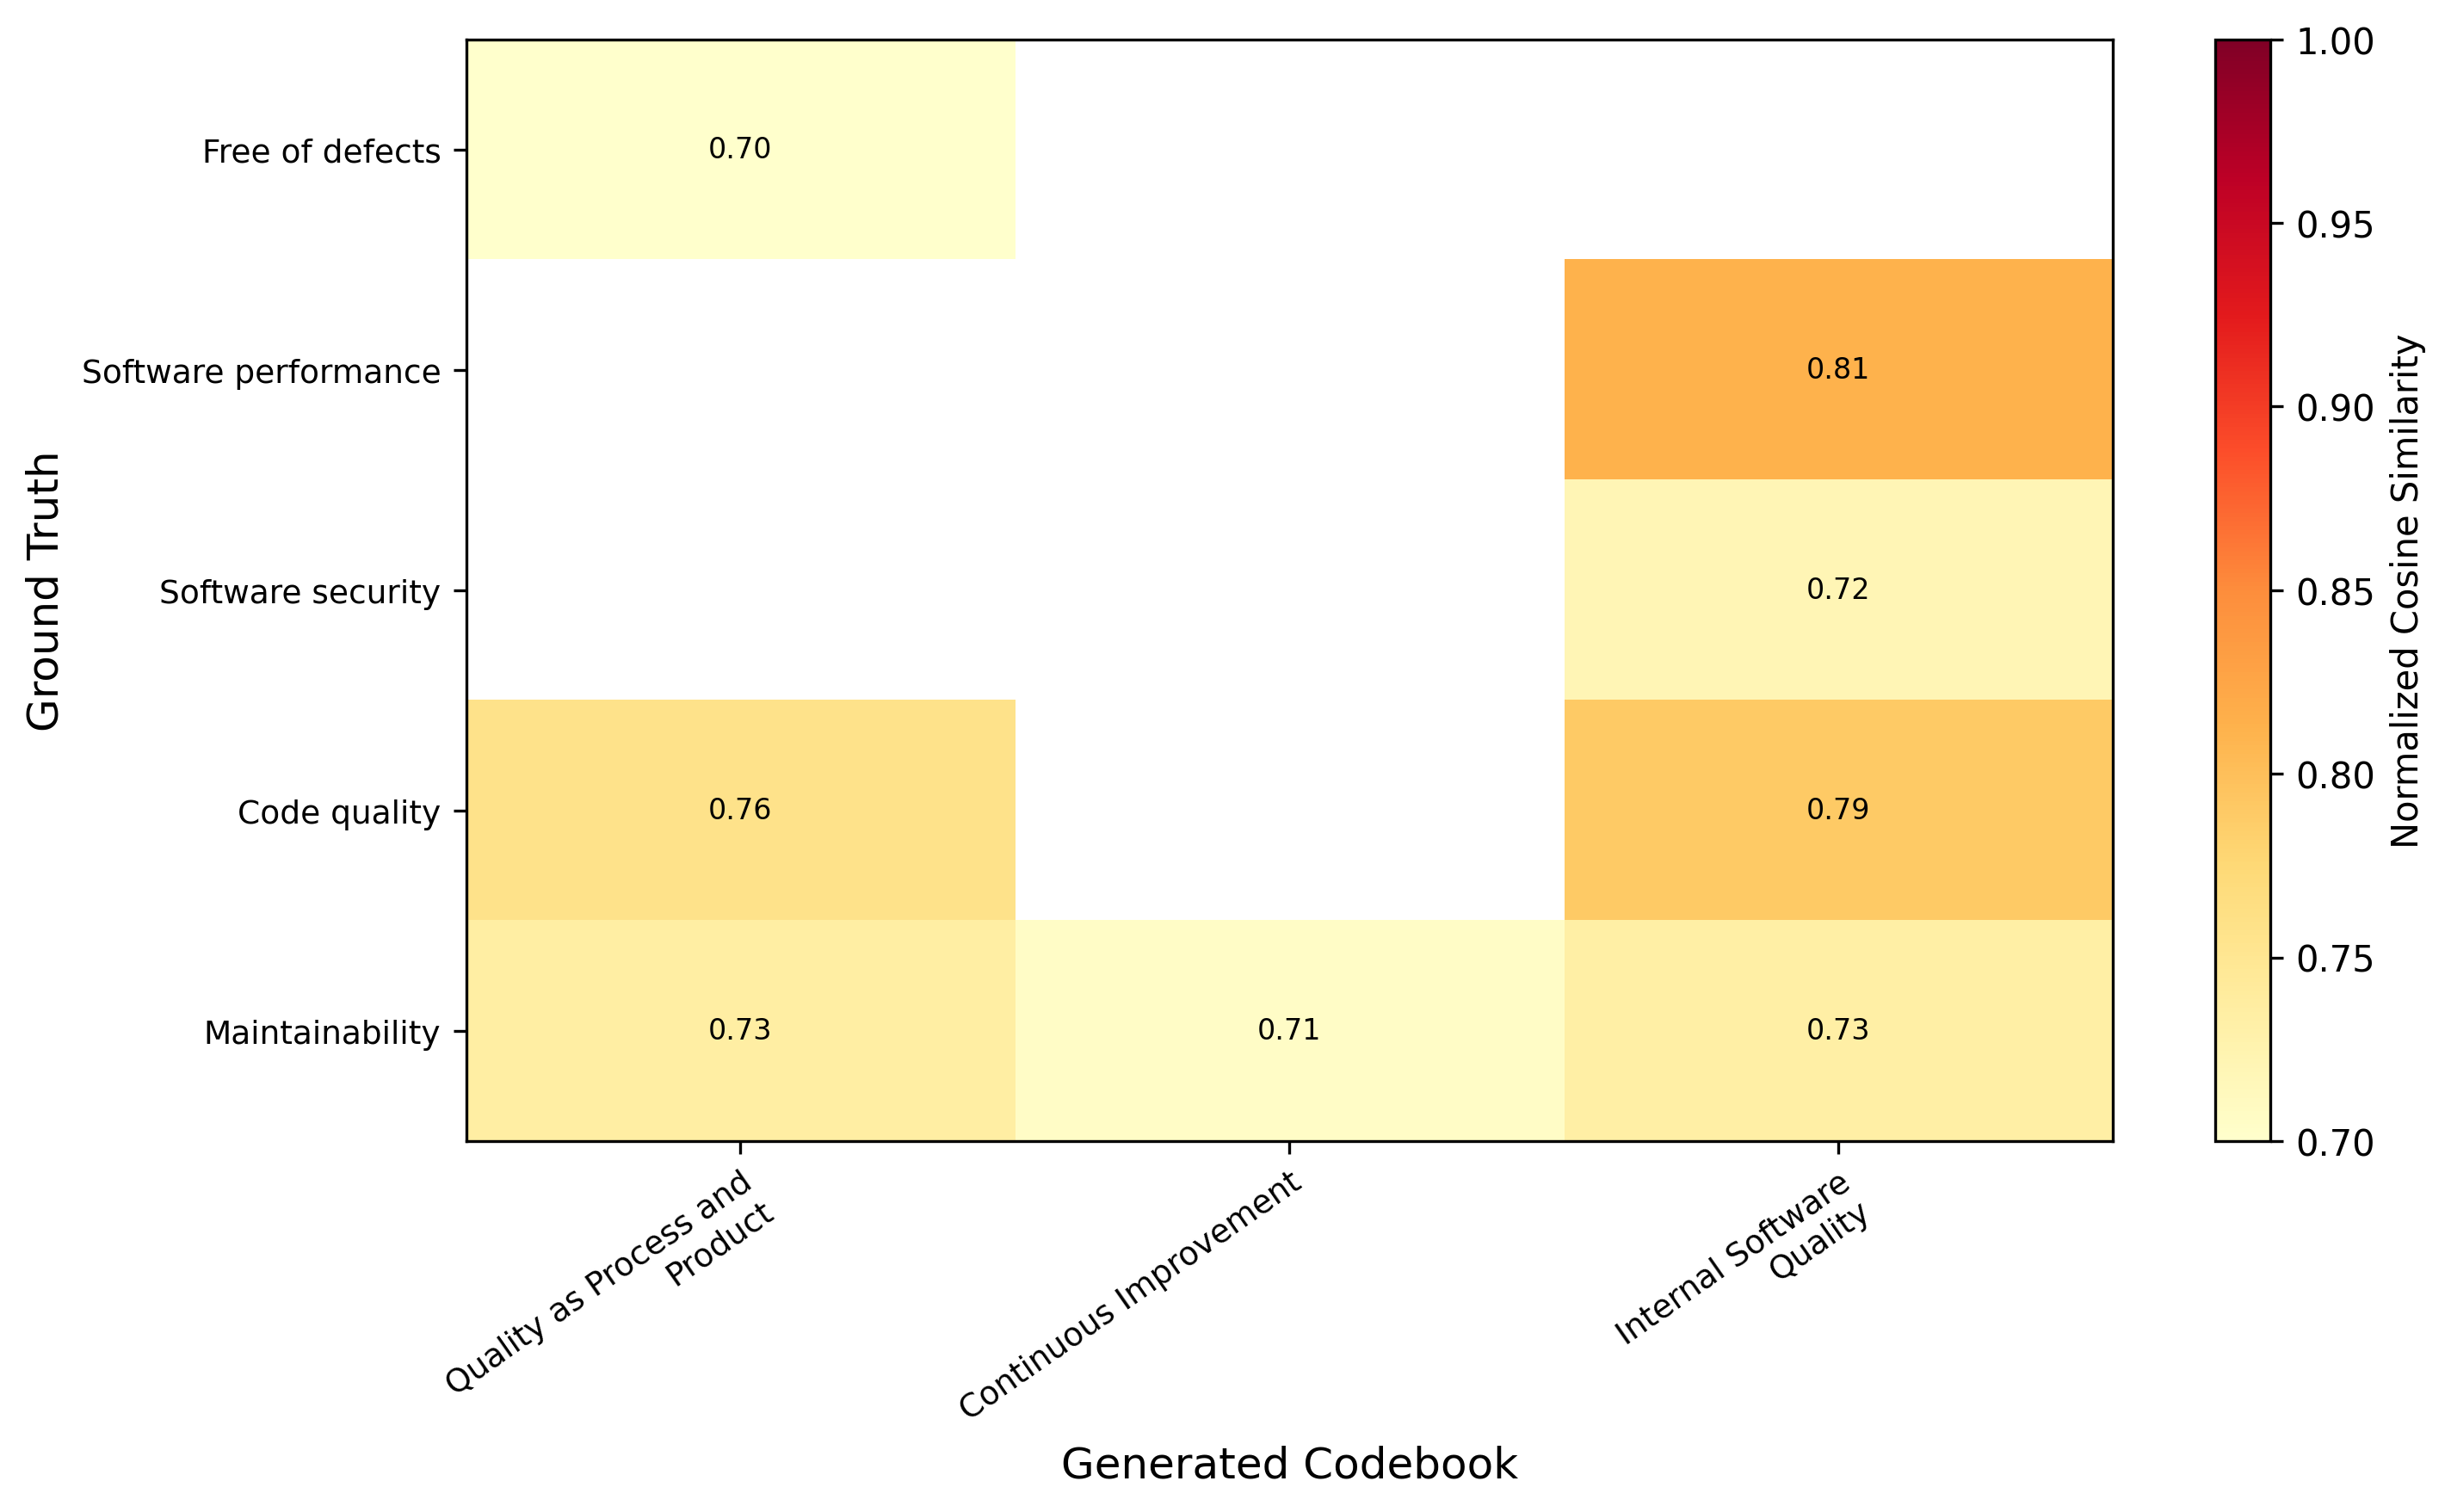 Ground Truth
Free of defects
Software performance
Software security
Code quality
Maintainability
0.70
0.81
0.72
0.76
0.79
0.73
0.71
0.73
Quality as Process and
Product
Continuous Improvement
Internal Software
Quality
Generated Codebook
1.00
0.95
0.90
0.85
0.80
0.75
0.70
Normalized Cosine Similarity